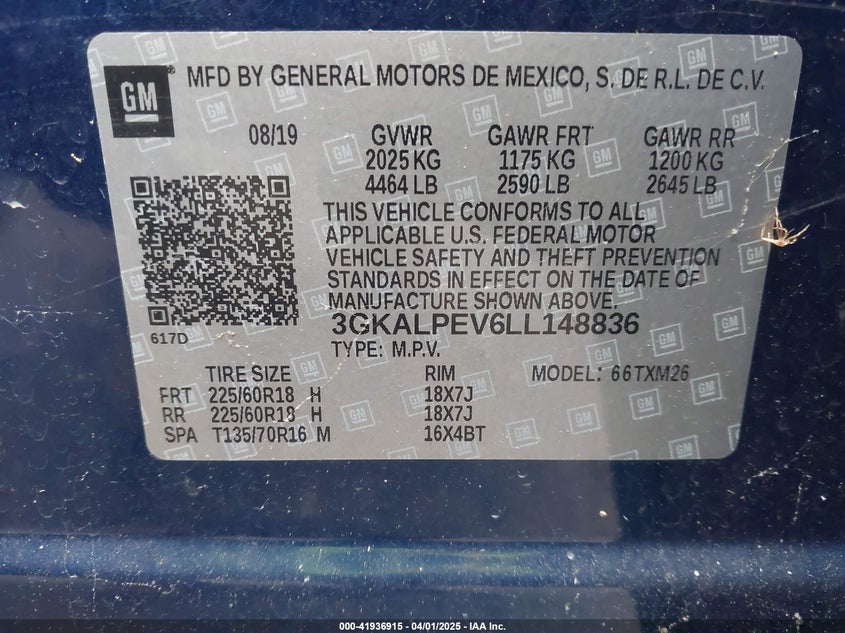 GM
MFD BY GENERAL MOTORS DE MEXICO, S. DE R.L. DE C.V.
08/19 GVWR GAWR FRT GAWR RR
2025 KG 1175 KG 1200 KG
4464 LB 2590 LB 2645 LB
THIS VEHICLE CONFORMS TO ALL
APPLICABLE U.S. FEDERAL MOTOR
VEHICLE SAFETY AND THEFT PREVENTION
STANDARDS IN EFFECT ON THE DATE OF
MANUFACTURE SHOWN ABOVE.
617D
3GKALPEV6LL148836
TYPE: M.P.V.
TIRE SIZE RIM MODEL: 66TXM26
FRT 225/60R18 H 18X7J
RR 225/60R18 H 18X7J
SPA T135/70R16 M 16X4BT
000-41936915 - 04/01/2025 - IAA Inc.